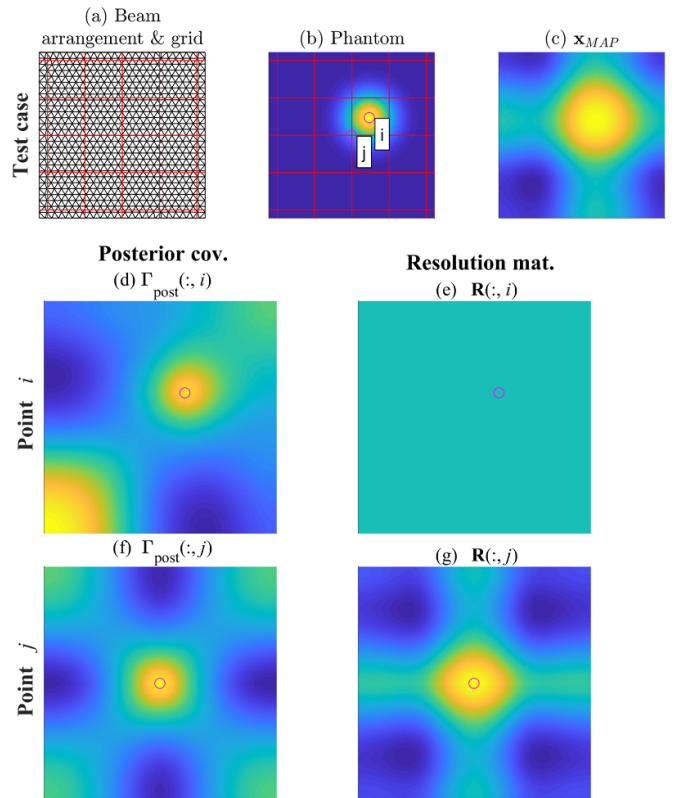 (a) Beam
arrangement & grid
(b) Phantom
(c) x_MAP
Test case
i
j
Posterior cov.
Resolution mat.
(d) Γ_post(:, i)
(e) R(:, i)
Point i
(f) Γ_post(:, j)
(g) R(:, j)
Point j